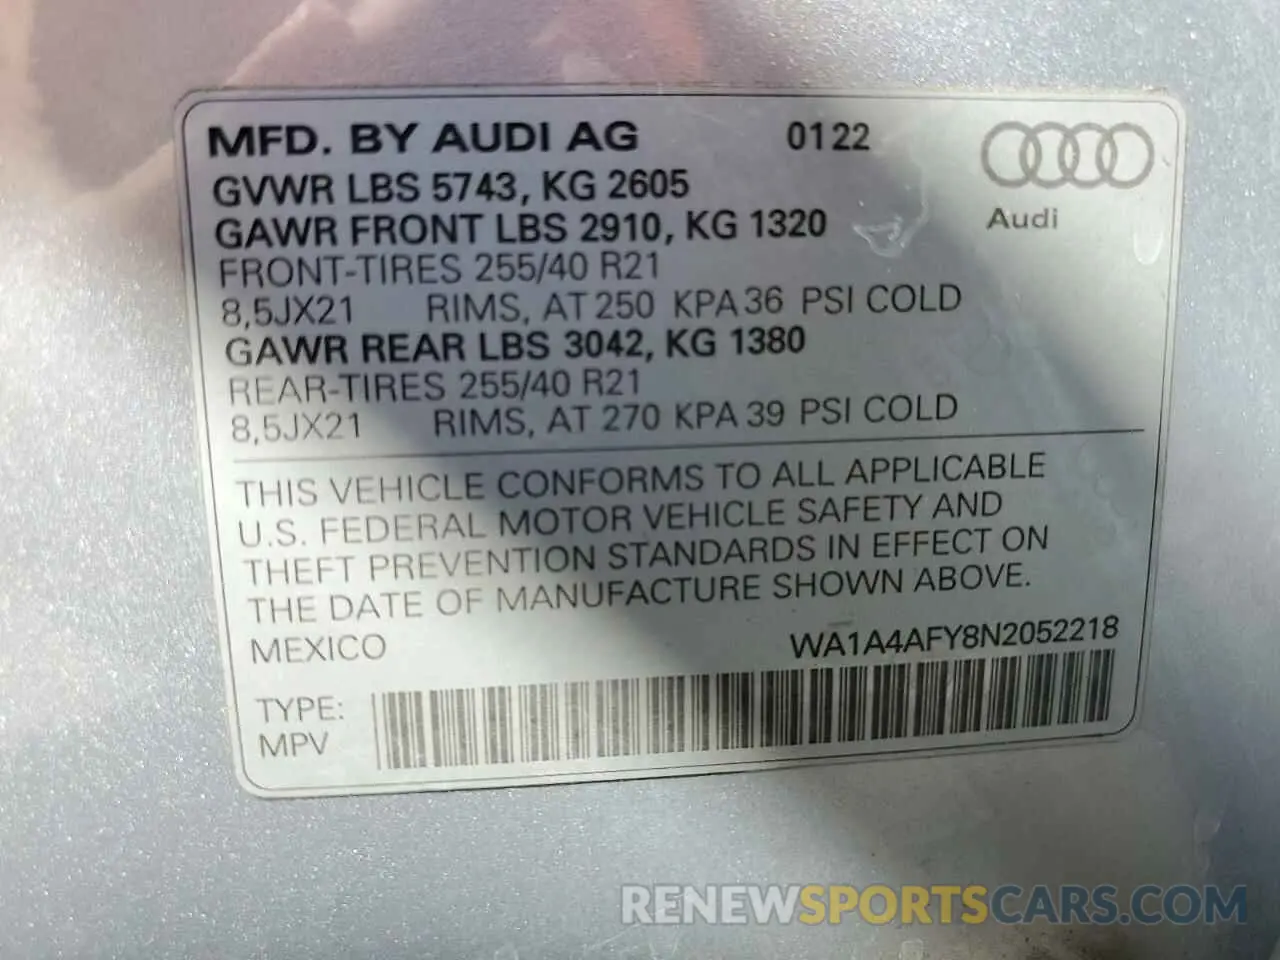 MFD. BY AUDI AG 0122
GVWR LBS 5743, KG 2605
GAWR FRONT LBS 2910, KG 1320
Audi
FRONT-TIRES 255/40 R21
8,5JX21 RIMS, AT 250 KPA 36 PSI COLD
GAWR REAR LBS 3042, KG 1380
REAR-TIRES 255/40 R21
8,5JX21 RIMS, AT 270 KPA 39 PSI COLD
THIS VEHICLE CONFORMS TO ALL APPLICABLE
U.S. FEDERAL MOTOR VEHICLE SAFETY AND
THEFT PREVENTION STANDARDS IN EFFECT ON
THE DATE OF MANUFACTURE SHOWN ABOVE.
MEXICO WA1A4AFY8N2052218
TYPE:
MPV
RENEWSPORTSCARS.COM